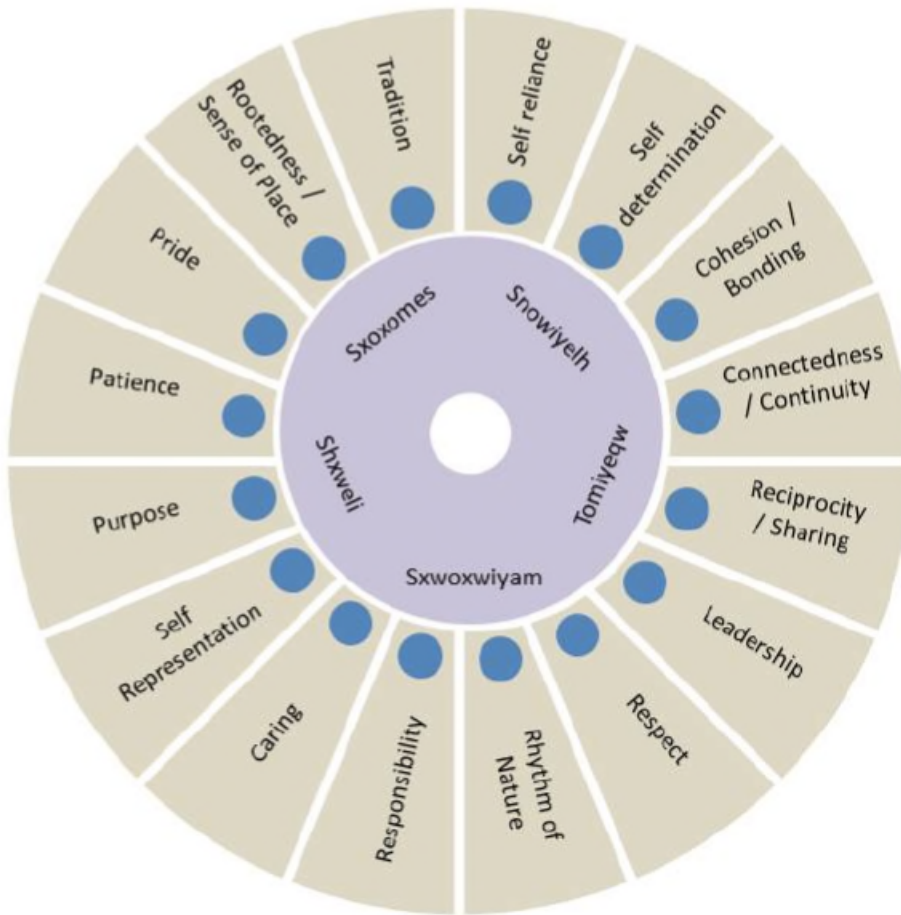 Self reliance
Self
determination
Cohesion /
Bonding
Connectedness
/ Continuity
Reciprocity
/ Sharing
Leadership
Respect
Rhythm of
Nature
Responsibility
Caring
Self
Representation
Purpose
Patience
Pride
Rootedness /
Sense of Place
Tradition
Snowiyelh
Tomiyeqw
Sxwoxwiyam
Shxweli
Sxoxomes